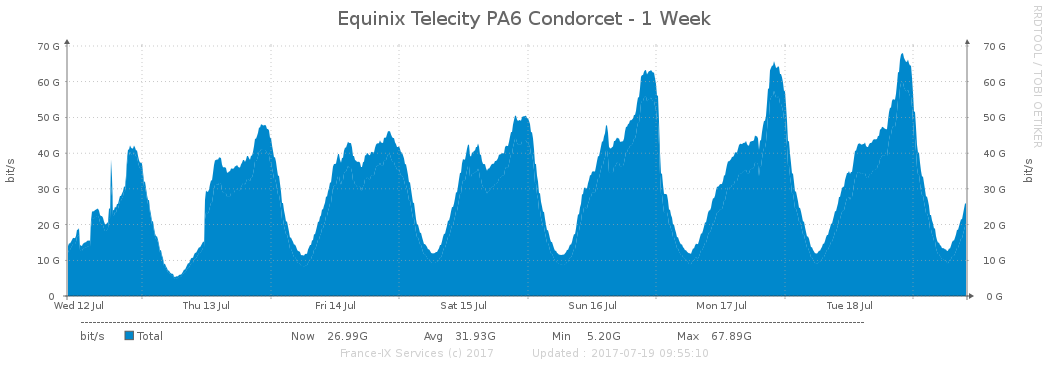 Equinix Telecity PA6 Condorcet - 1 Week
RRDTOOL / TOBI OETIKER
70 G 70 G
60 G 60 G
50 G 50 G
40 G 40 G
30 G 30 G
20 G 20 G
10 G 10 G
0 0 G
bit/s
bit/s
Wed 12 Jul Thu 13 Jul Fri 14 Jul Sat 15 Jul Sun 16 Jul Mon 17 Jul Tue 18 Jul
bit/s Total Now 26.99G Avg 31.93G Min 5.20G Max 67.89G
France-IX Services (c) 2017 Updated : 2017-07-19 09:55:10